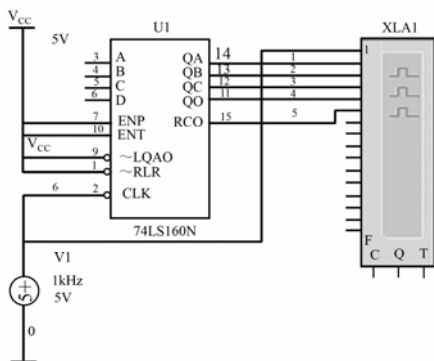 U1
XLA1
VCC
5V
3 A QA 14 1
4 B QB 13 2
5 C QC 12 3
6 D QO 11 4
7 ENP RCO 15 5
10 ENT
VCC
9 ~LQAO
1 ~RLR
6 2 CLK
74LS160N
1
F
C Q T
V1
1kHz
5V
0